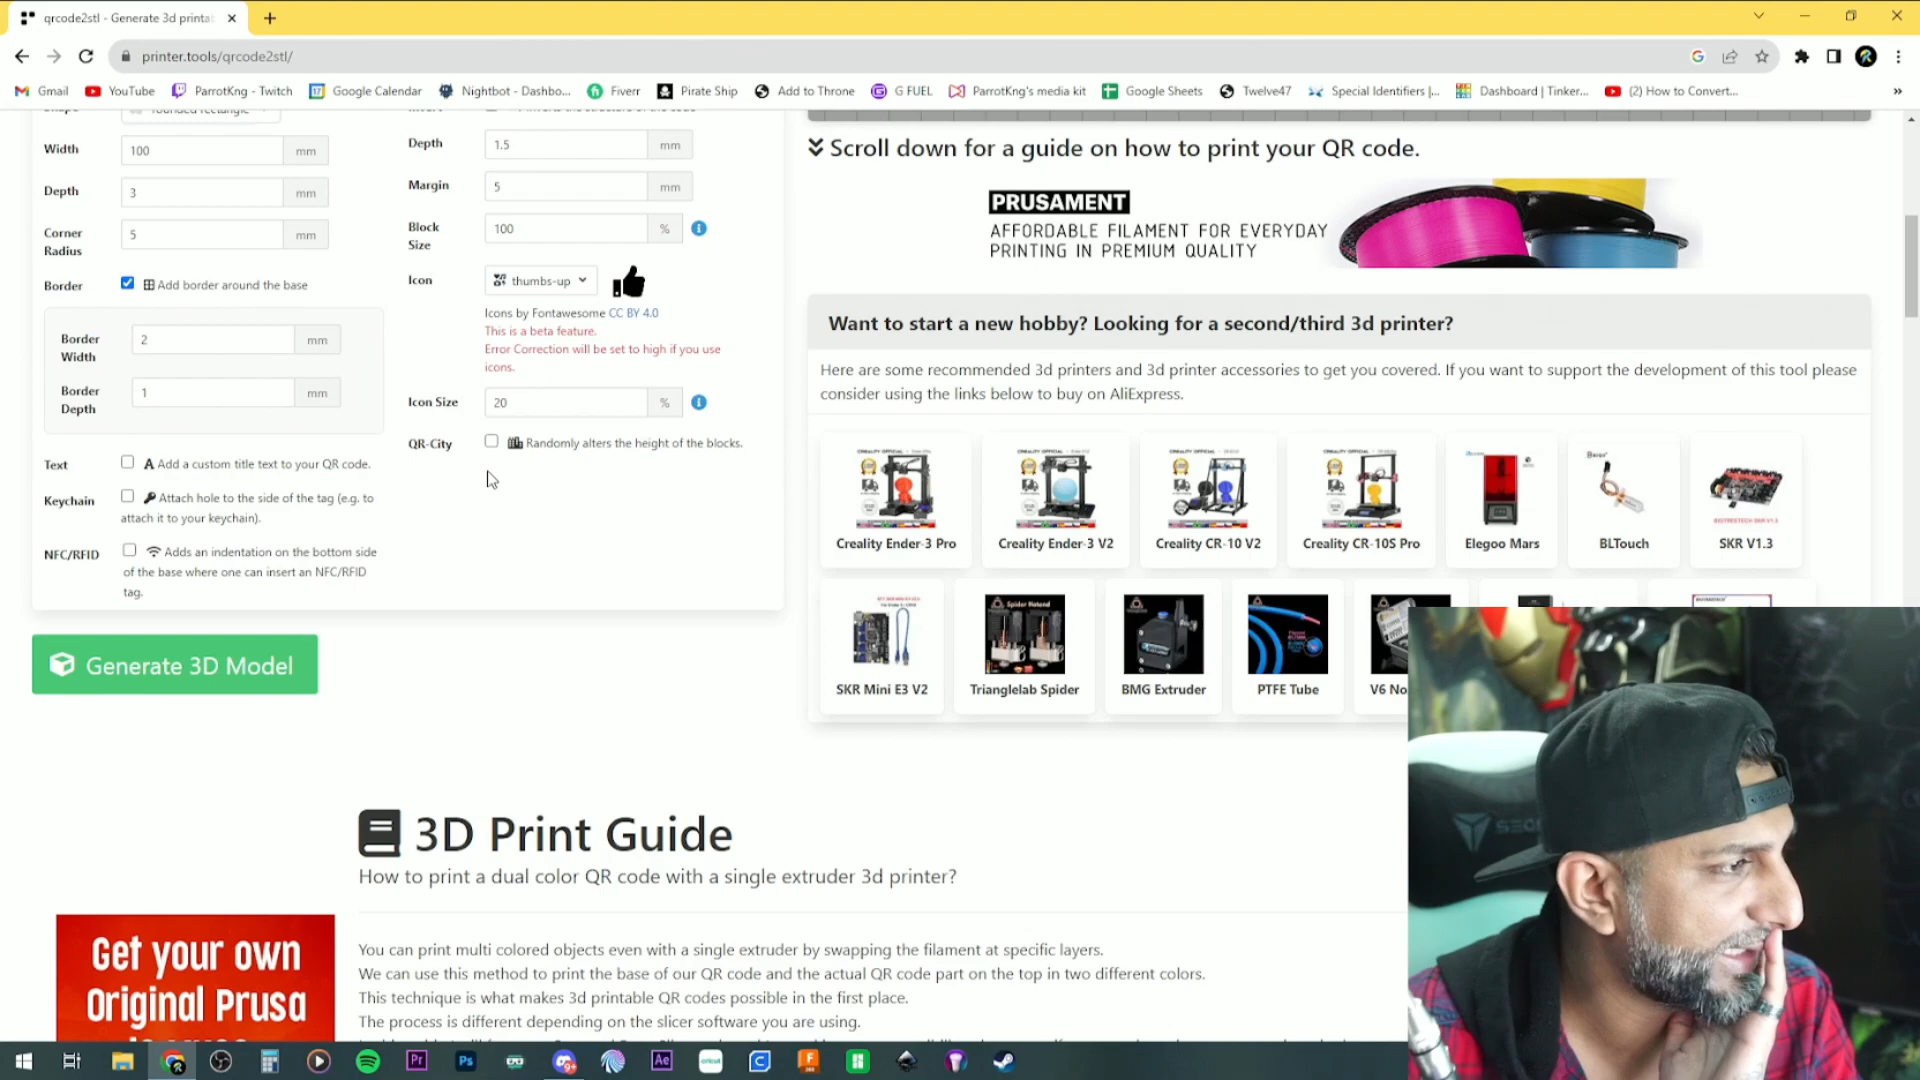 qrcode2stl - Generate 3d printa
printer.tools/qrcode2stl/
Gmail
YouTube
ParrotKng - Twitch
Google Calendar
Nightbot - Dashbo...
Fiverr
Pirate Ship
Add to Throne
G FUEL
ParrotKng's media kit
Google Sheets
Twelve47
Special Identifiers |...
Dashboard | Tinker...
(2) How to Convert...
Width
100
mm
Depth
3
mm
Corner
Radius
5
mm
Border
Add border around the base
Border
Width
2
mm
Border
Depth
1
mm
Text
A Add a custom title text to your QR code.
Keychain
Attach hole to the side of the tag (e.g. to
attach it to your keychain).
NFC/RFID
Adds an indentation on the bottom side
of the base where one can insert an NFC/RFID
tag.
Depth
1.5
mm
Margin
5
mm
Block
Size
100
%
Icon
thumbs-up
Icons by Fontawesome CC BY 4.0
This is a beta feature.
Error Correction will be set to high if you use
icons.
Icon Size
20
%
QR-City
Randomly alters the height of the blocks.
Generate 3D Model
Scroll down for a guide on how to print your QR code.
PRUSAMENT
AFFORDABLE FILAMENT FOR EVERYDAY
PRINTING IN PREMIUM QUALITY
Want to start a new hobby? Looking for a second/third 3d printer?
Here are some recommended 3d printers and 3d printer accessories to get you covered. If you want to support the development of this tool please
consider using the links below to buy on AliExpress.
Creality Ender-3 Pro
Creality Ender-3 V2
Creality CR-10 V2
Creality CR-10S Pro
Elegoo Mars
BLTouch
SKR V1.3
SKR Mini E3 V2
Trianglelab Spider
BMG Extruder
PTFE Tube
V6 No
3D Print Guide
How to print a dual color QR code with a single extruder 3d printer?
You can print multi colored objects even with a single extruder by swapping the filament at specific layers.
We can use this method to print the base of our QR code and the actual QR code part on the top in two different colors.
This technique is what makes 3d printable QR codes possible in the first place.
The process is different depending on the slicer software you are using.
Get your own
Original Prusa